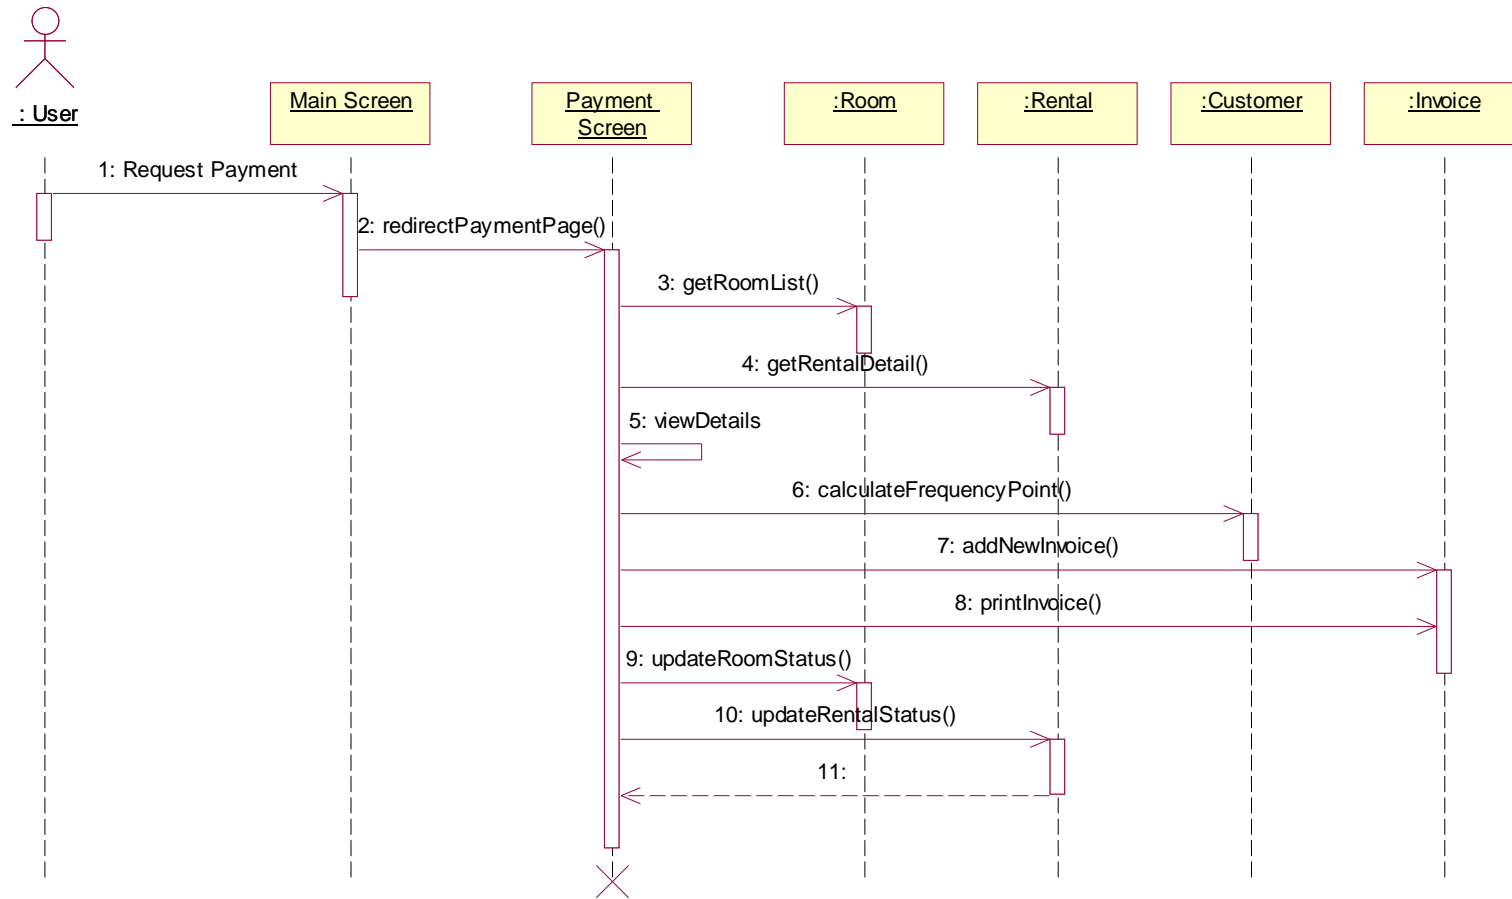 : User
Main Screen
Payment
Screen
:Room
:Rental
:Customer
:Invoice
1: Request Payment
2: redirectPaymentPage()
3: getRoomList()
4: getRentalDetail()
5: viewDetails
6: calculateFrequencyPoint()
7: addNewInvoice()
8: printInvoice()
9: updateRoomStatus()
10: updateRentalStatus()
11: